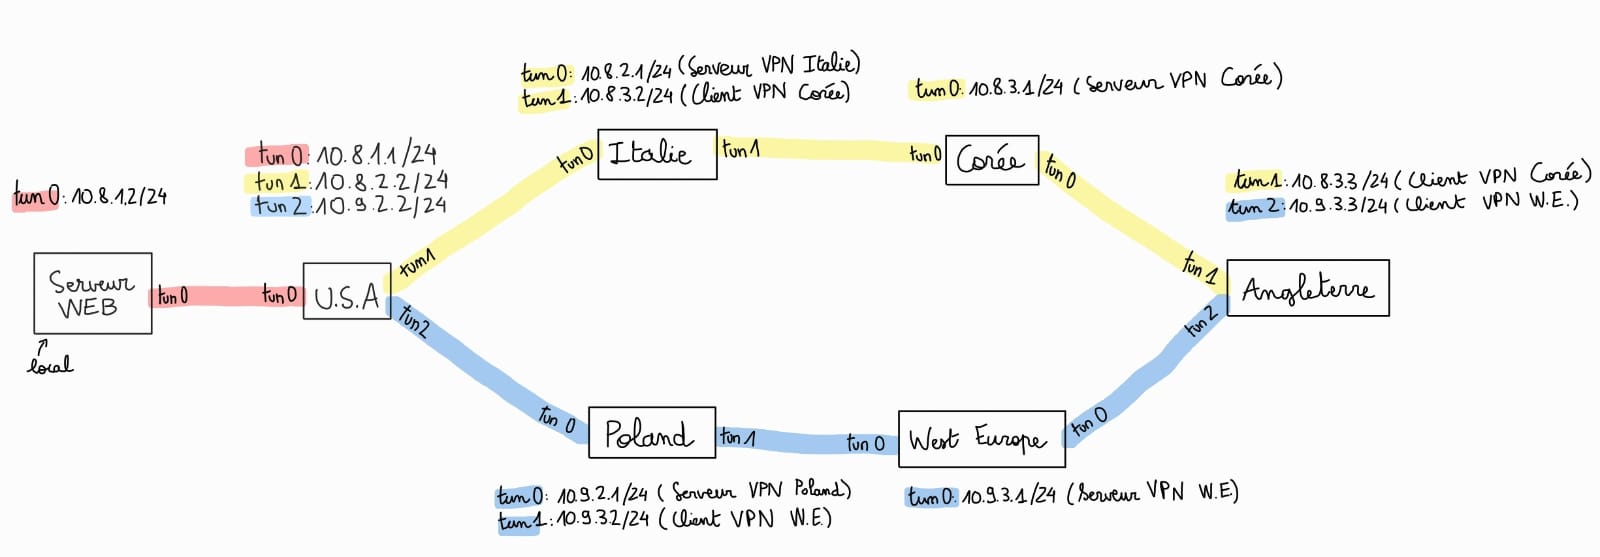 tun 0: 10.8.2.1/24 (Serveur VPN Italie)
tun 1: 10.8.3.2/24 (Client VPN Corée)
tun 0: 10.8.3.1/24 (Serveur VPN Corée)
tun 0: 10.8.1.1/24
tun 1: 10.8.2.2/24
tun 2: 10.9.2.2/24
tun 0: 10.8.1.2/24
tun 0
Italie
tun 1
tun 0
Corée
tun 0
tun 1: 10.8.3.3/24 (Client VPN Corée)
tun 2: 10.9.3.3/24 (Client VPN W.E.)
Serveur
WEB
tun 0
tun 0
U.S.A
tun 1
tun 2
tun 1
Angleterre
tun 2
local
tun 0
Poland
tun 1
tun 0
West Europe
tun 0
tun 0: 10.9.2.1/24 (Serveur VPN Poland)
tun 1: 10.9.3.2/24 (Client VPN W.E.)
tun 0: 10.9.3.1/24 (Serveur VPN W.E)